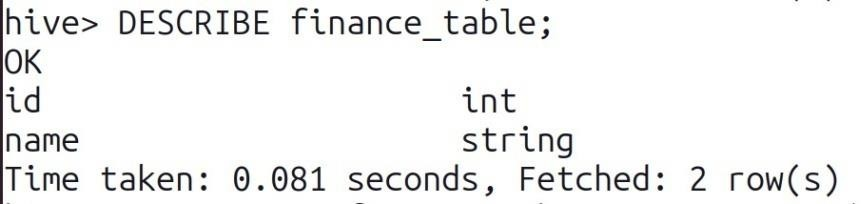 hive> DESCRIBE finance_table;
OK
id                      int
name                    string
Time taken: 0.081 seconds, Fetched: 2 row(s)